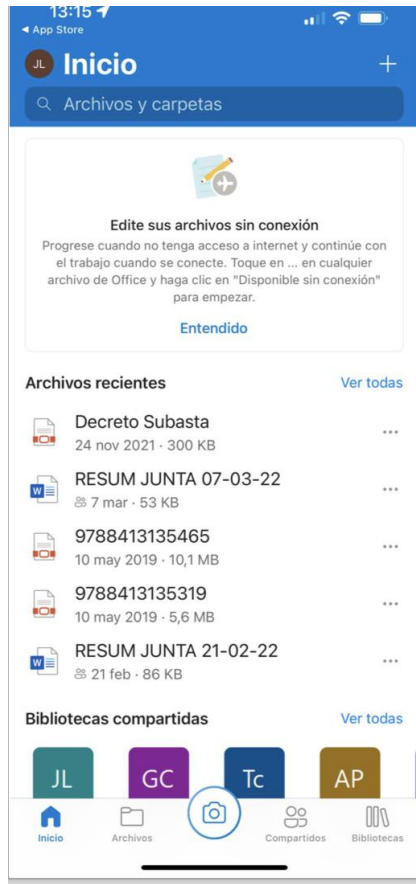 13:15
◀ App Store
JL Inicio
Archivos y carpetas
Edite sus archivos sin conexión
Progrese cuando no tenga acceso a internet y continúe con
el trabajo cuando se conecte. Toque en ... en cualquier
archivo de Office y haga clic en "Disponible sin conexión"
para empezar.
Entendido
Archivos recientes Ver todas
Decreto Subasta
24 nov 2021 · 300 KB
W RESUM JUNTA 07-03-22
7 mar · 53 KB
9788413135465
10 may 2019 · 10,1 MB
9788413135319
10 may 2019 · 5,6 MB
W RESUM JUNTA 21-02-22
21 feb · 86 KB
Bibliotecas compartidas Ver todas
JL GC Tc AP
Inicio Archivos Compartidos Bibliotecas